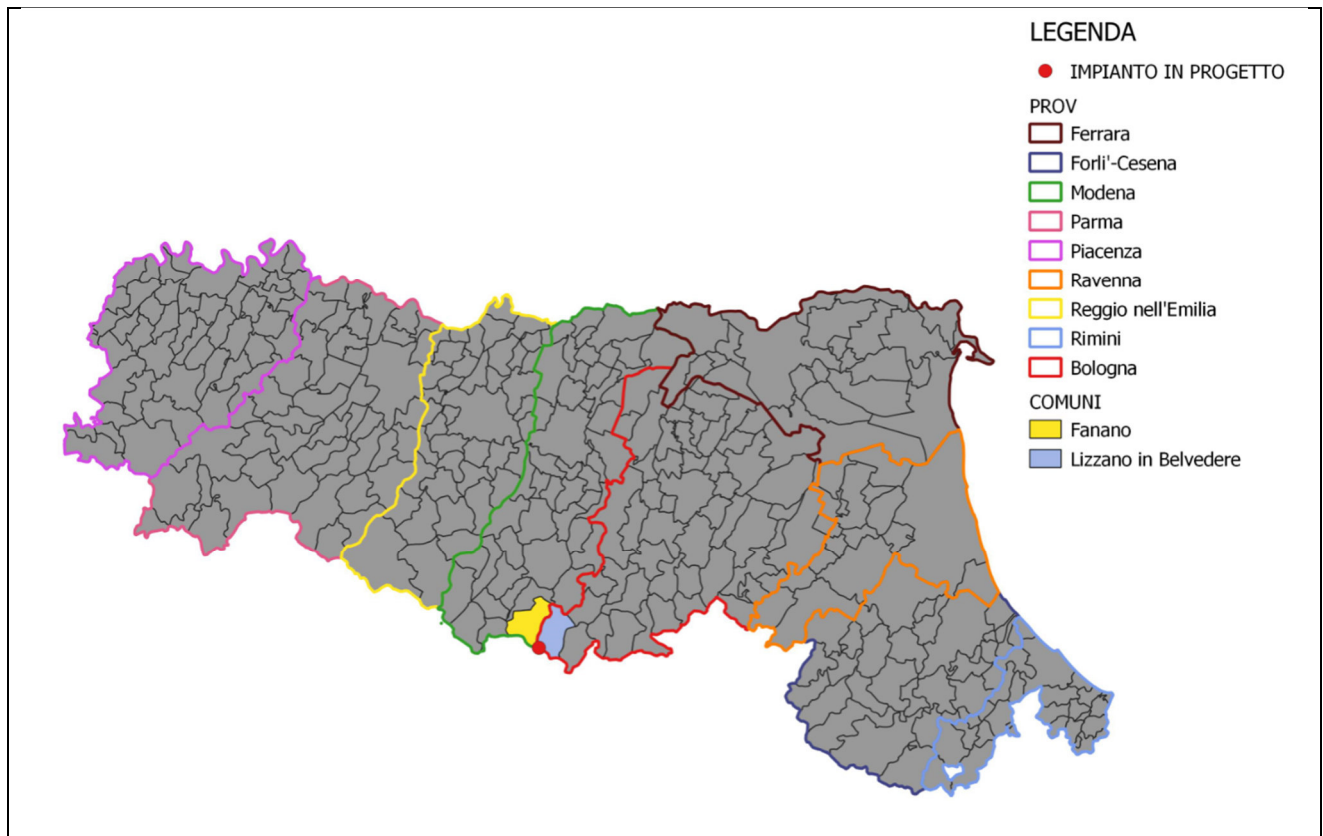 LEGENDA
IMPIANTO IN PROGETTO
PROV
Ferrara
Forli'-Cesena
Modena
Parma
Piacenza
Ravenna
Reggio nell'Emilia
Rimini
Bologna
COMUNI
Fanano
Lizzano in Belvedere